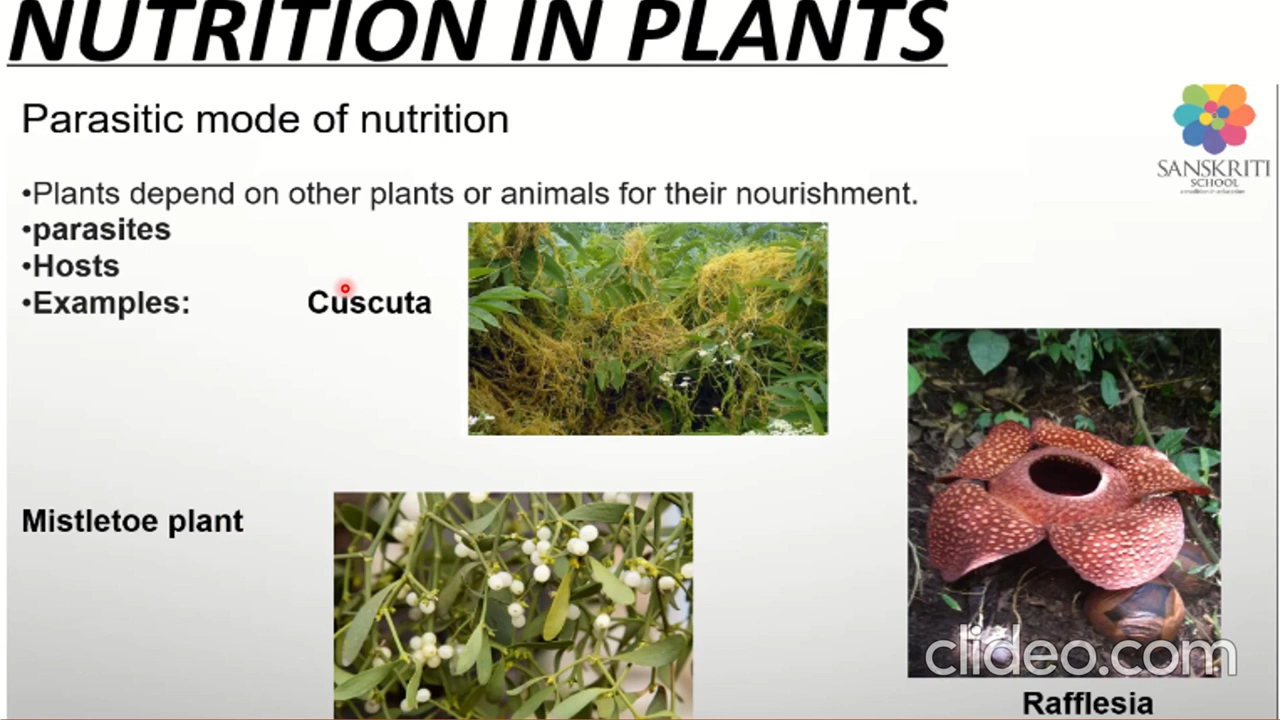 NUTRITION IN PLANTS
Parasitic mode of nutrition
SANSKRITI
SCHOOL
•Plants depend on other plants or animals for their nourishment.
•parasites
•Hosts
•Examples: Cuscuta
Mistletoe plant
clideo.com
Rafflesia